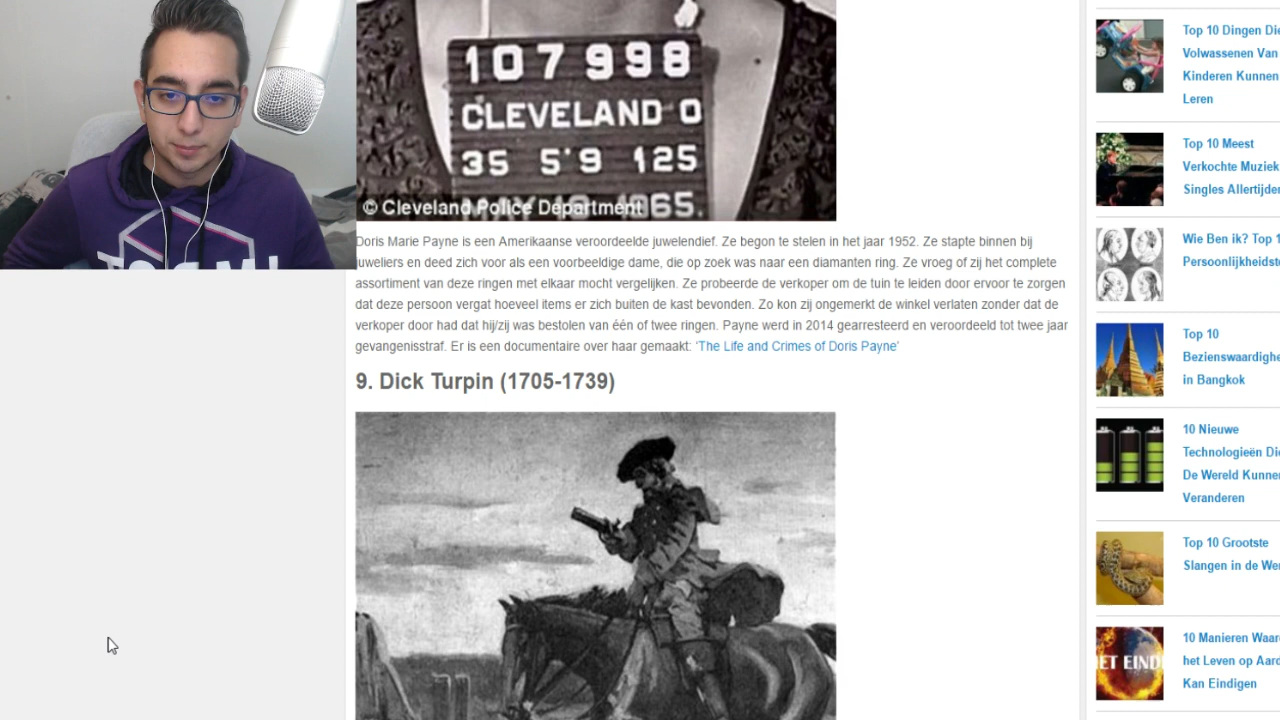 107998
CLEVELAND O
35 5'9 125
© Cleveland Police Department
Doris Marie Payne is een Amerikaanse veroordeelde juwelendief. Ze begon te stelen in het jaar 1952. Ze stapte binnen bij
juweliers en deed zich voor als een voorbeeldige dame, die op zoek was naar een diamanten ring. Ze vroeg of zij het complete
assortiment van deze ringen met elkaar mocht vergelijken. Ze probeerde de verkoper om de tuin te leiden door ervoor te zorgen
dat deze persoon vergat hoeveel items er zich buiten de kast bevonden. Zo kon zij ongemerkt de winkel verlaten zonder dat de
verkoper door had dat hij/zij was bestolen van één of twee ringen. Payne werd in 2014 gearresteerd en veroordeeld tot twee jaar
gevangenisstraf. Er is een documentaire over haar gemaakt: ‘The Life and Crimes of Doris Payne’
9. Dick Turpin (1705-1739)
Top 10 Dingen Die
Volwassenen Van
Kinderen Kunnen
Leren
Top 10 Meest
Verkochte Muziek
Singles Allertijden
Wie Ben ik? Top 1
Persoonlijkheidste
Top 10
Bezienswaardighe
in Bangkok
10 Nieuwe
Technologieën Die
De Wereld Kunnen
Veranderen
Top 10 Grootste
Slangen in de We
10 Manieren Waar
het Leven op Aard
Kan Eindigen
HET EIND